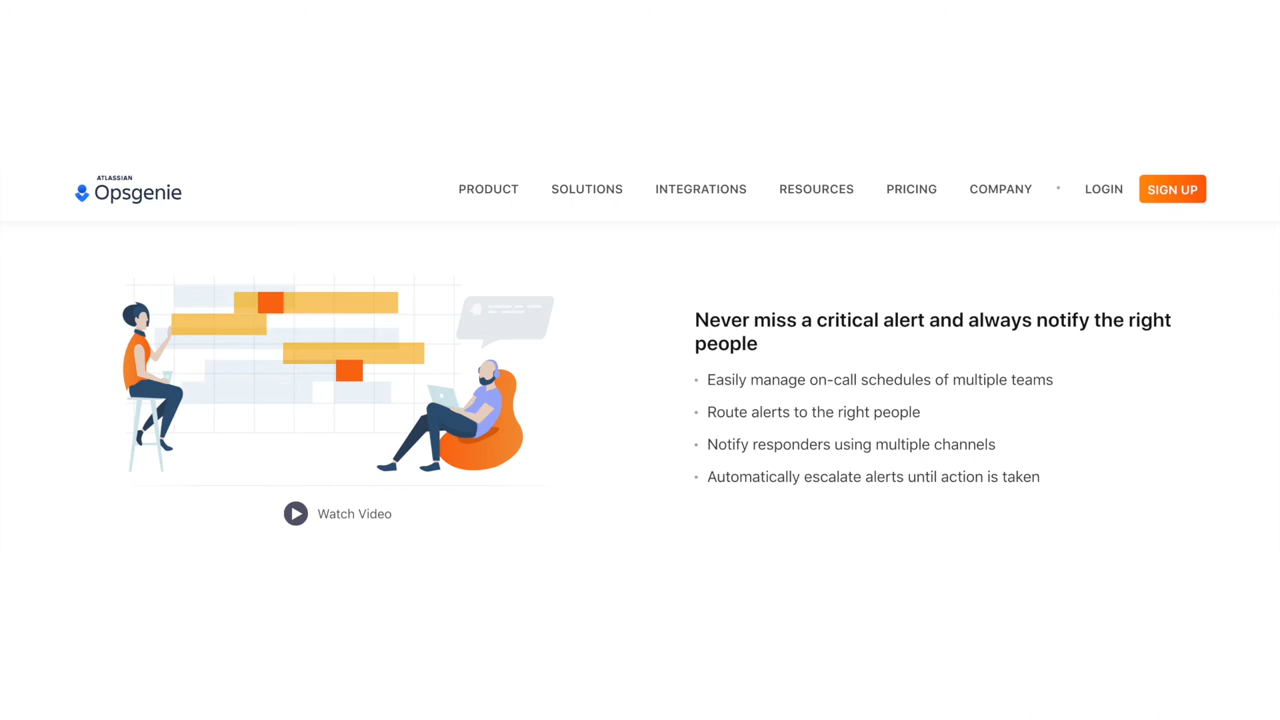 ATLASSIAN
Opsgenie
PRODUCT SOLUTIONS INTEGRATIONS RESOURCES PRICING COMPANY • LOGIN SIGN UP
Never miss a critical alert and always notify the right
people
• Easily manage on-call schedules of multiple teams
• Route alerts to the right people
• Notify responders using multiple channels
• Automatically escalate alerts until action is taken
Watch Video